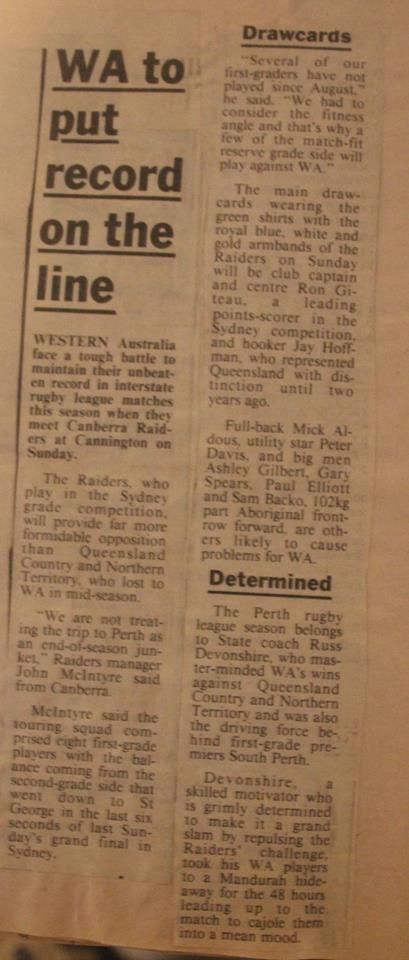 WA to
put
record
on the
line
WESTERN Australia
face a tough battle to
maintain their unbeat-
en record in interstate
rugby league matches
this season when they
meet Canberra Raid-
ers at Cannington on
Sunday.
The Raiders, who
play in the Sydney
grade competition,
will provide far more
formidable opposition
than Queensland
Country and Northern
Territory, who lost to
WA in mid-season.
"We are not treat-
ing the trip to Perth as
an end-of-season jun-
ket," Raiders manager
John McIntyre said
from Canberra.
McIntyre said the
touring squad com-
prised eight first-grade
players with the bal-
ance coming from the
second-grade side that
went down to St
George in the last six
seconds of last Sun-
day's grand final in
Sydney.
Drawcards
"Several of our
first-graders have not
played since August,"
he said. "We had to
consider the fitness
angle and that's why a
few of the match-fit
reserve grade side will
play against WA."
The main draw-
cards wearing the
green shirts with the
royal blue, white and
gold armbands of the
Raiders on Sunday
will be club captain
and centre Ron Gi-
teau, a leading
points-scorer in the
Sydney competition,
and hooker Jay Hoff-
man, who represented
Queensland with dis-
tinction until two
years ago.
Full-back Mick Al-
dous, utility star Peter
Davis, and big men
Ashley Gilbert, Gary
Spears, Paul Elliott
and Sam Backo, 102kg
part Aboriginal front-
row forward, are oth-
ers likely to cause
problems for WA.
Determined
The Perth rugby
league season belongs
to State coach Russ
Devonshire, who mas-
ter-minded WA's wins
against Queensland
Country and Northern
Territory and was also
the driving force be-
hind first-grade pre-
miers South Perth.
Devonshire, a
skilled motivator who
is grimly determined
to make it a grand
slam by repulsing the
Raiders' challenge,
took his WA players
to a Mandurah hide-
away for the 48 hours
leading up to the
match to cajole them
into a mean mood.